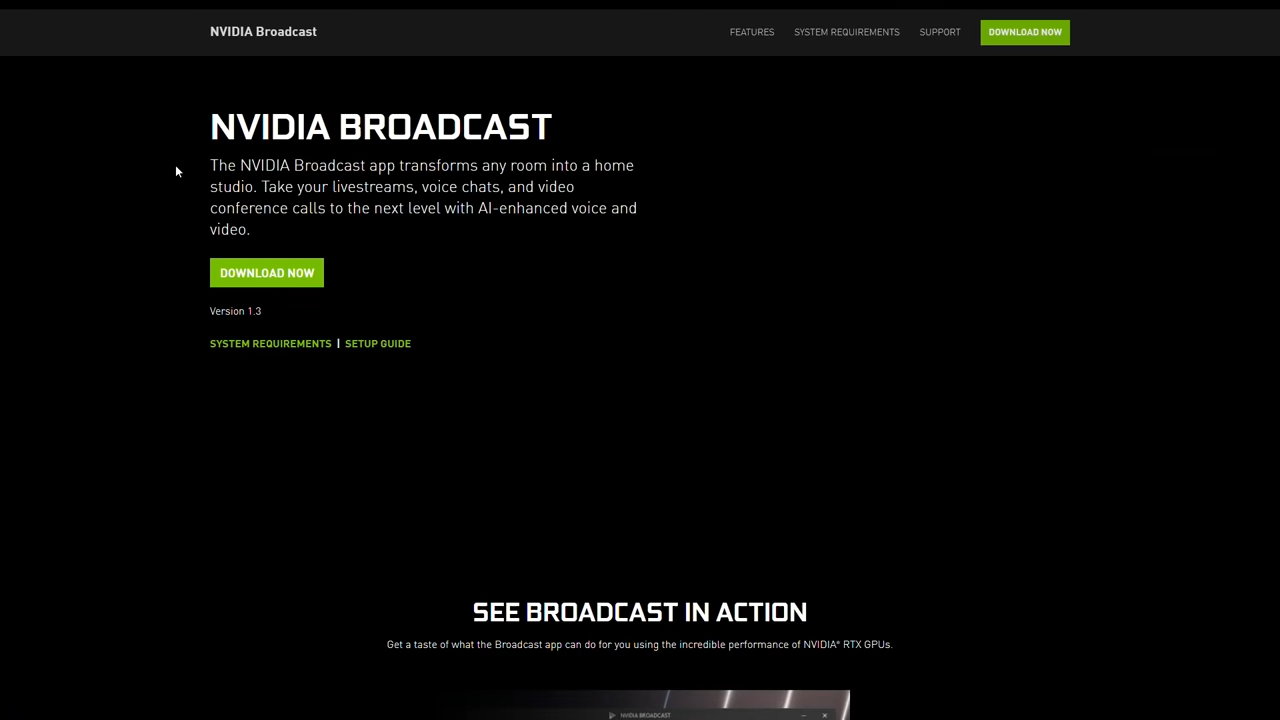 NVIDIA Broadcast
FEATURES
SYSTEM REQUIREMENTS
SUPPORT
DOWNLOAD NOW
NVIDIA BROADCAST
The NVIDIA Broadcast app transforms any room into a home
studio. Take your livestreams, voice chats, and video
conference calls to the next level with AI-enhanced voice and
video.
DOWNLOAD NOW
Version 1.3
SYSTEM REQUIREMENTS | SETUP GUIDE
SEE BROADCAST IN ACTION
Get a taste of what the Broadcast app can do for you using the incredible performance of NVIDIA® RTX GPUs.
NVIDIA BROADCAST